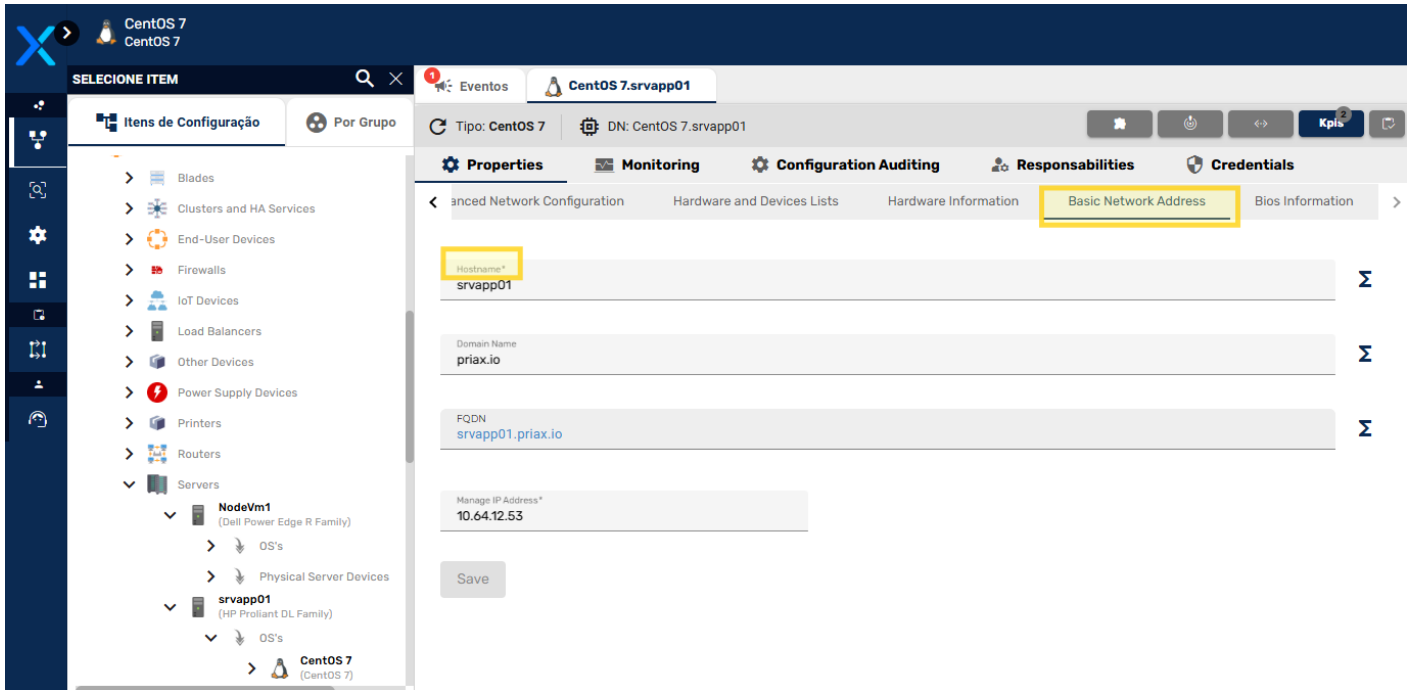 CentOS 7
CentOS 7
SELECIONE ITEM
Itens de Configuração
Por Grupo
Blades
Clusters and HA Services
End-User Devices
Firewalls
IoT Devices
Load Balancers
Other Devices
Power Supply Devices
Printers
Routers
Servers
NodeVm1
(Dell Power Edge R Family)
OS's
Physical Server Devices
srvapp01
(HP Proliant DL Family)
OS's
CentOS 7
(CentOS 7)
1
Eventos
CentOS 7.srvapp01
Tipo: CentOS 7
DN: CentOS 7.srvapp01
Kpis
2
Properties
Monitoring
Configuration Auditing
Responsabilities
Credentials
anced Network Configuration
Hardware and Devices Lists
Hardware Information
Basic Network Address
Bios Information
Hostname*
srvapp01
Σ
Domain Name
priax.io
Σ
FQDN
srvapp01.priax.io
Σ
Manage IP Address*
10.64.12.53
Save